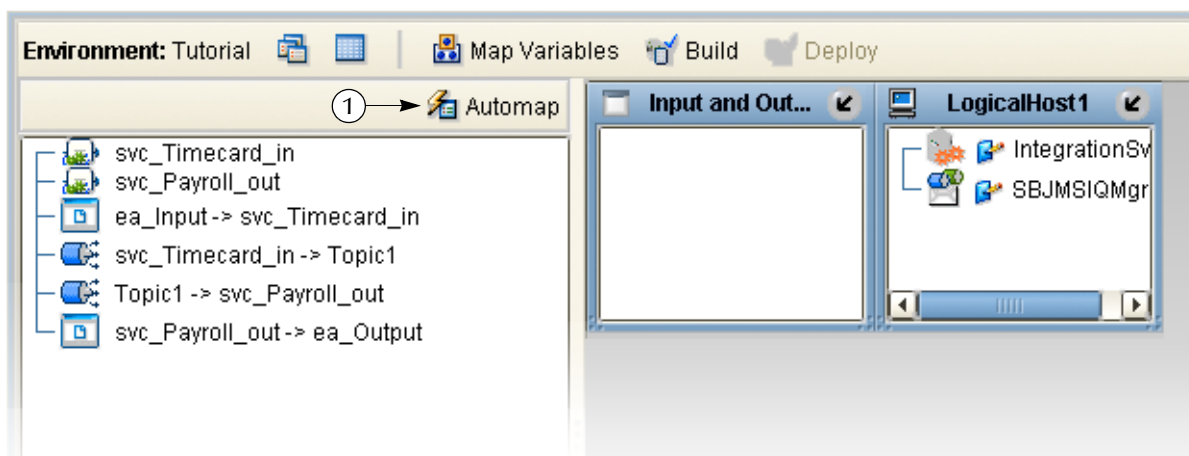 Environment: Tutorial Map Variables Build Deploy
1 Automap
Input and Out... LogicalHost1
svc_Timecard_in
svc_Payroll_out
ea_Input -> svc_Timecard_in
svc_Timecard_in -> Topic1
Topic1 -> svc_Payroll_out
svc_Payroll_out -> ea_Output
IntegrationSv
SBJMSIQMgr